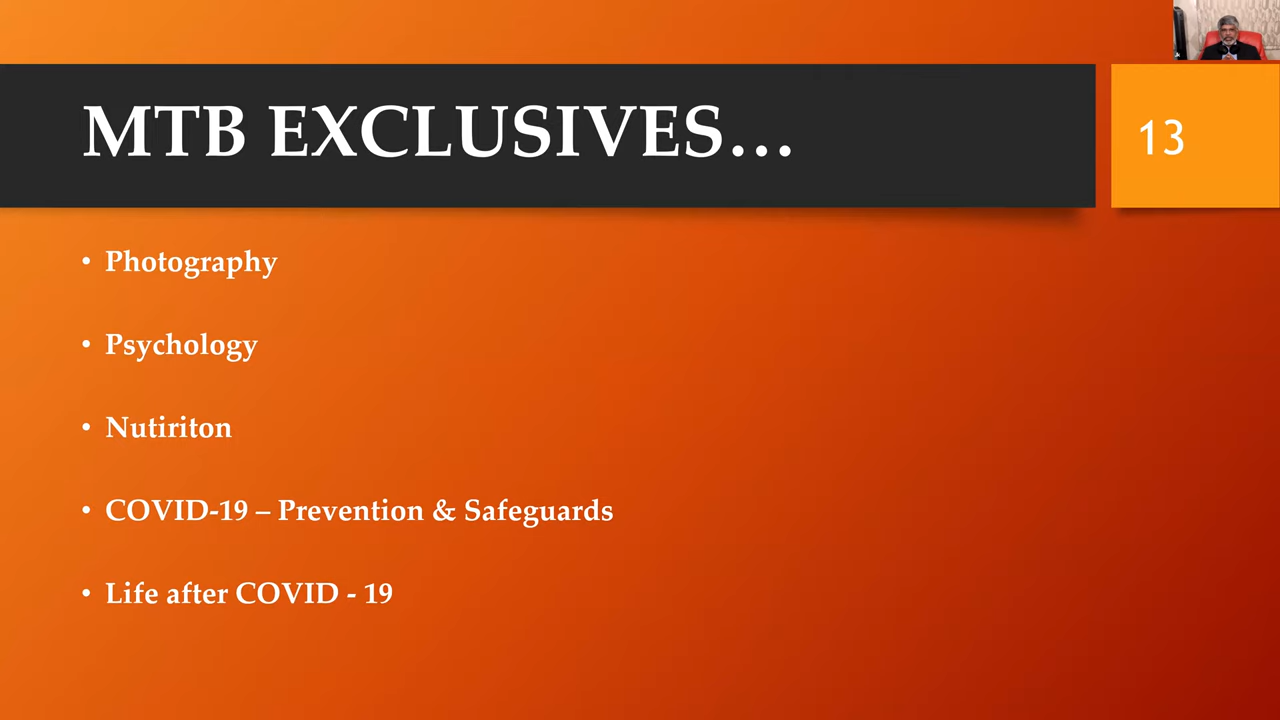 MTB EXCLUSIVES...
13
• Photography
• Psychology
• Nutiriton
• COVID-19 – Prevention & Safeguards
• Life after COVID - 19